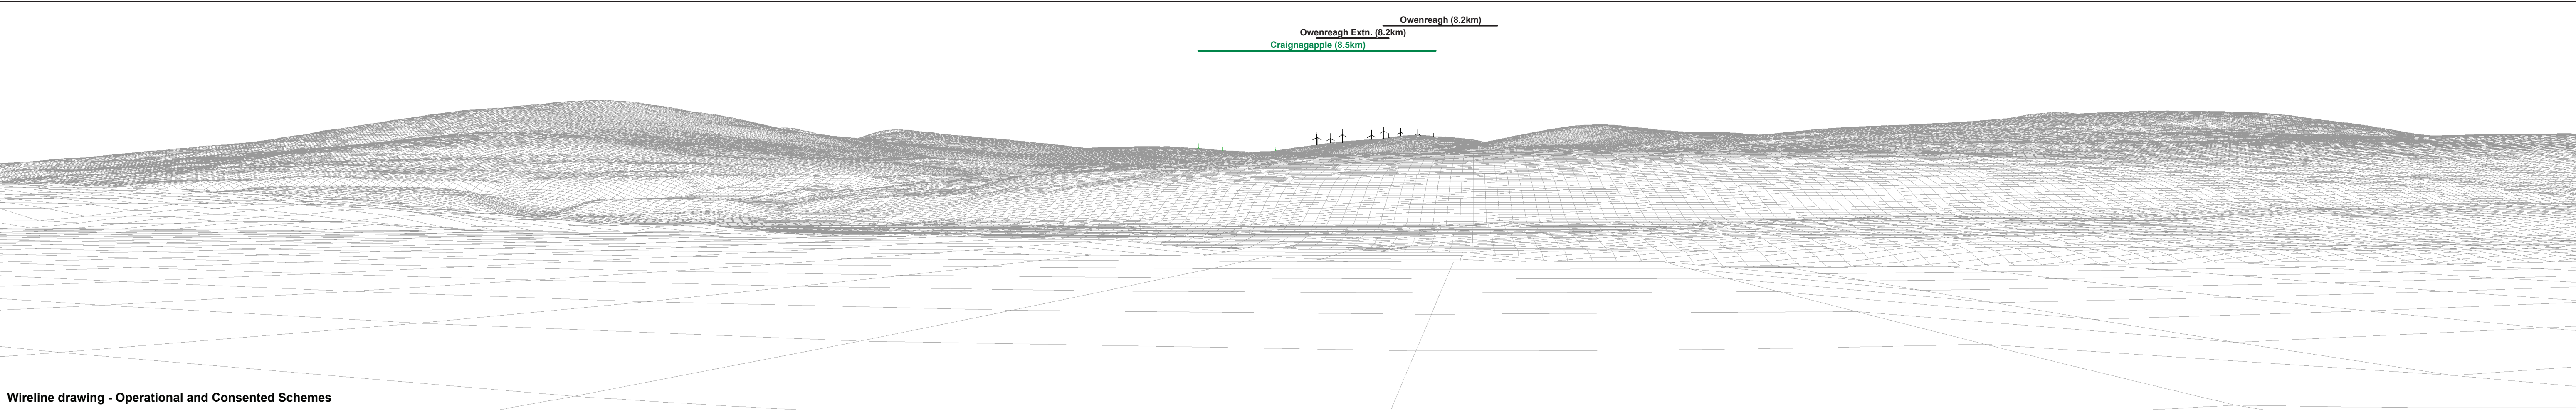 Owenreagh (8.2km)
Owenreagh Extn. (8.2km)
Craignagapple (8.5km)
Wireline drawing - Operational and Consented Schemes